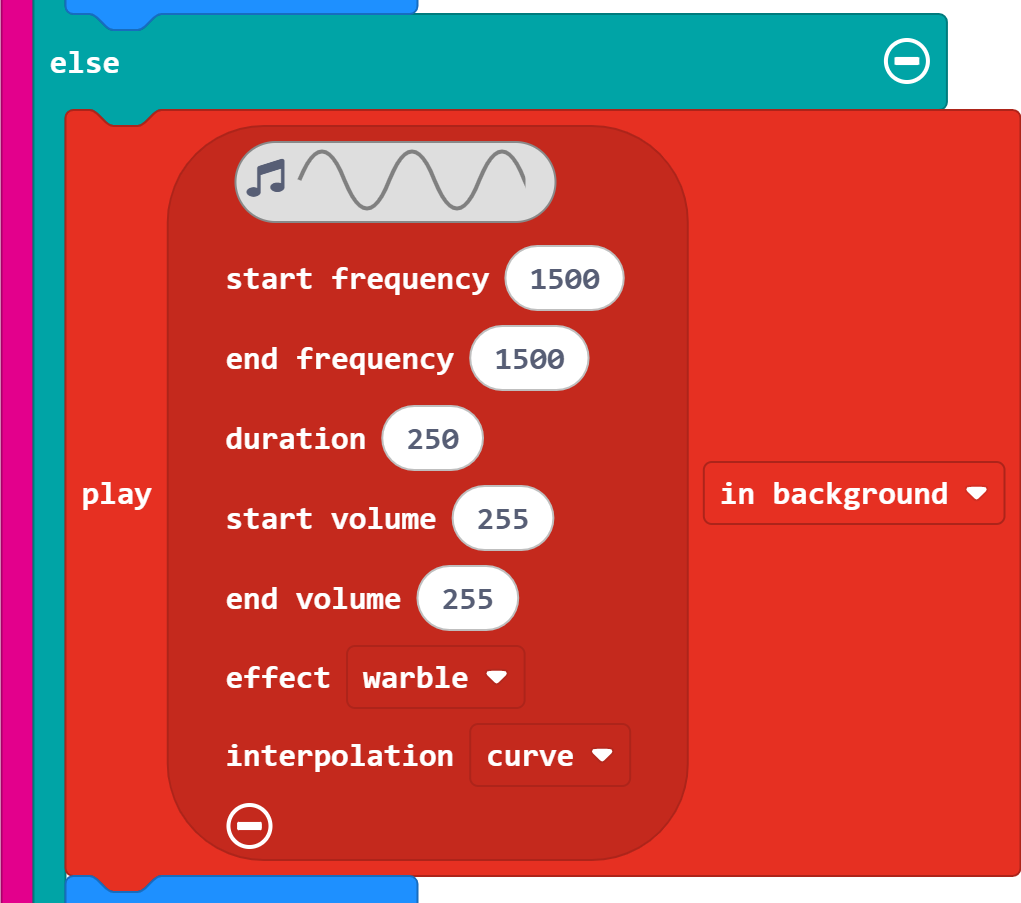 else
start frequency 1500
end frequency 1500
duration 250
start volume 255
play in background
end volume 255
effect warble
interpolation curve